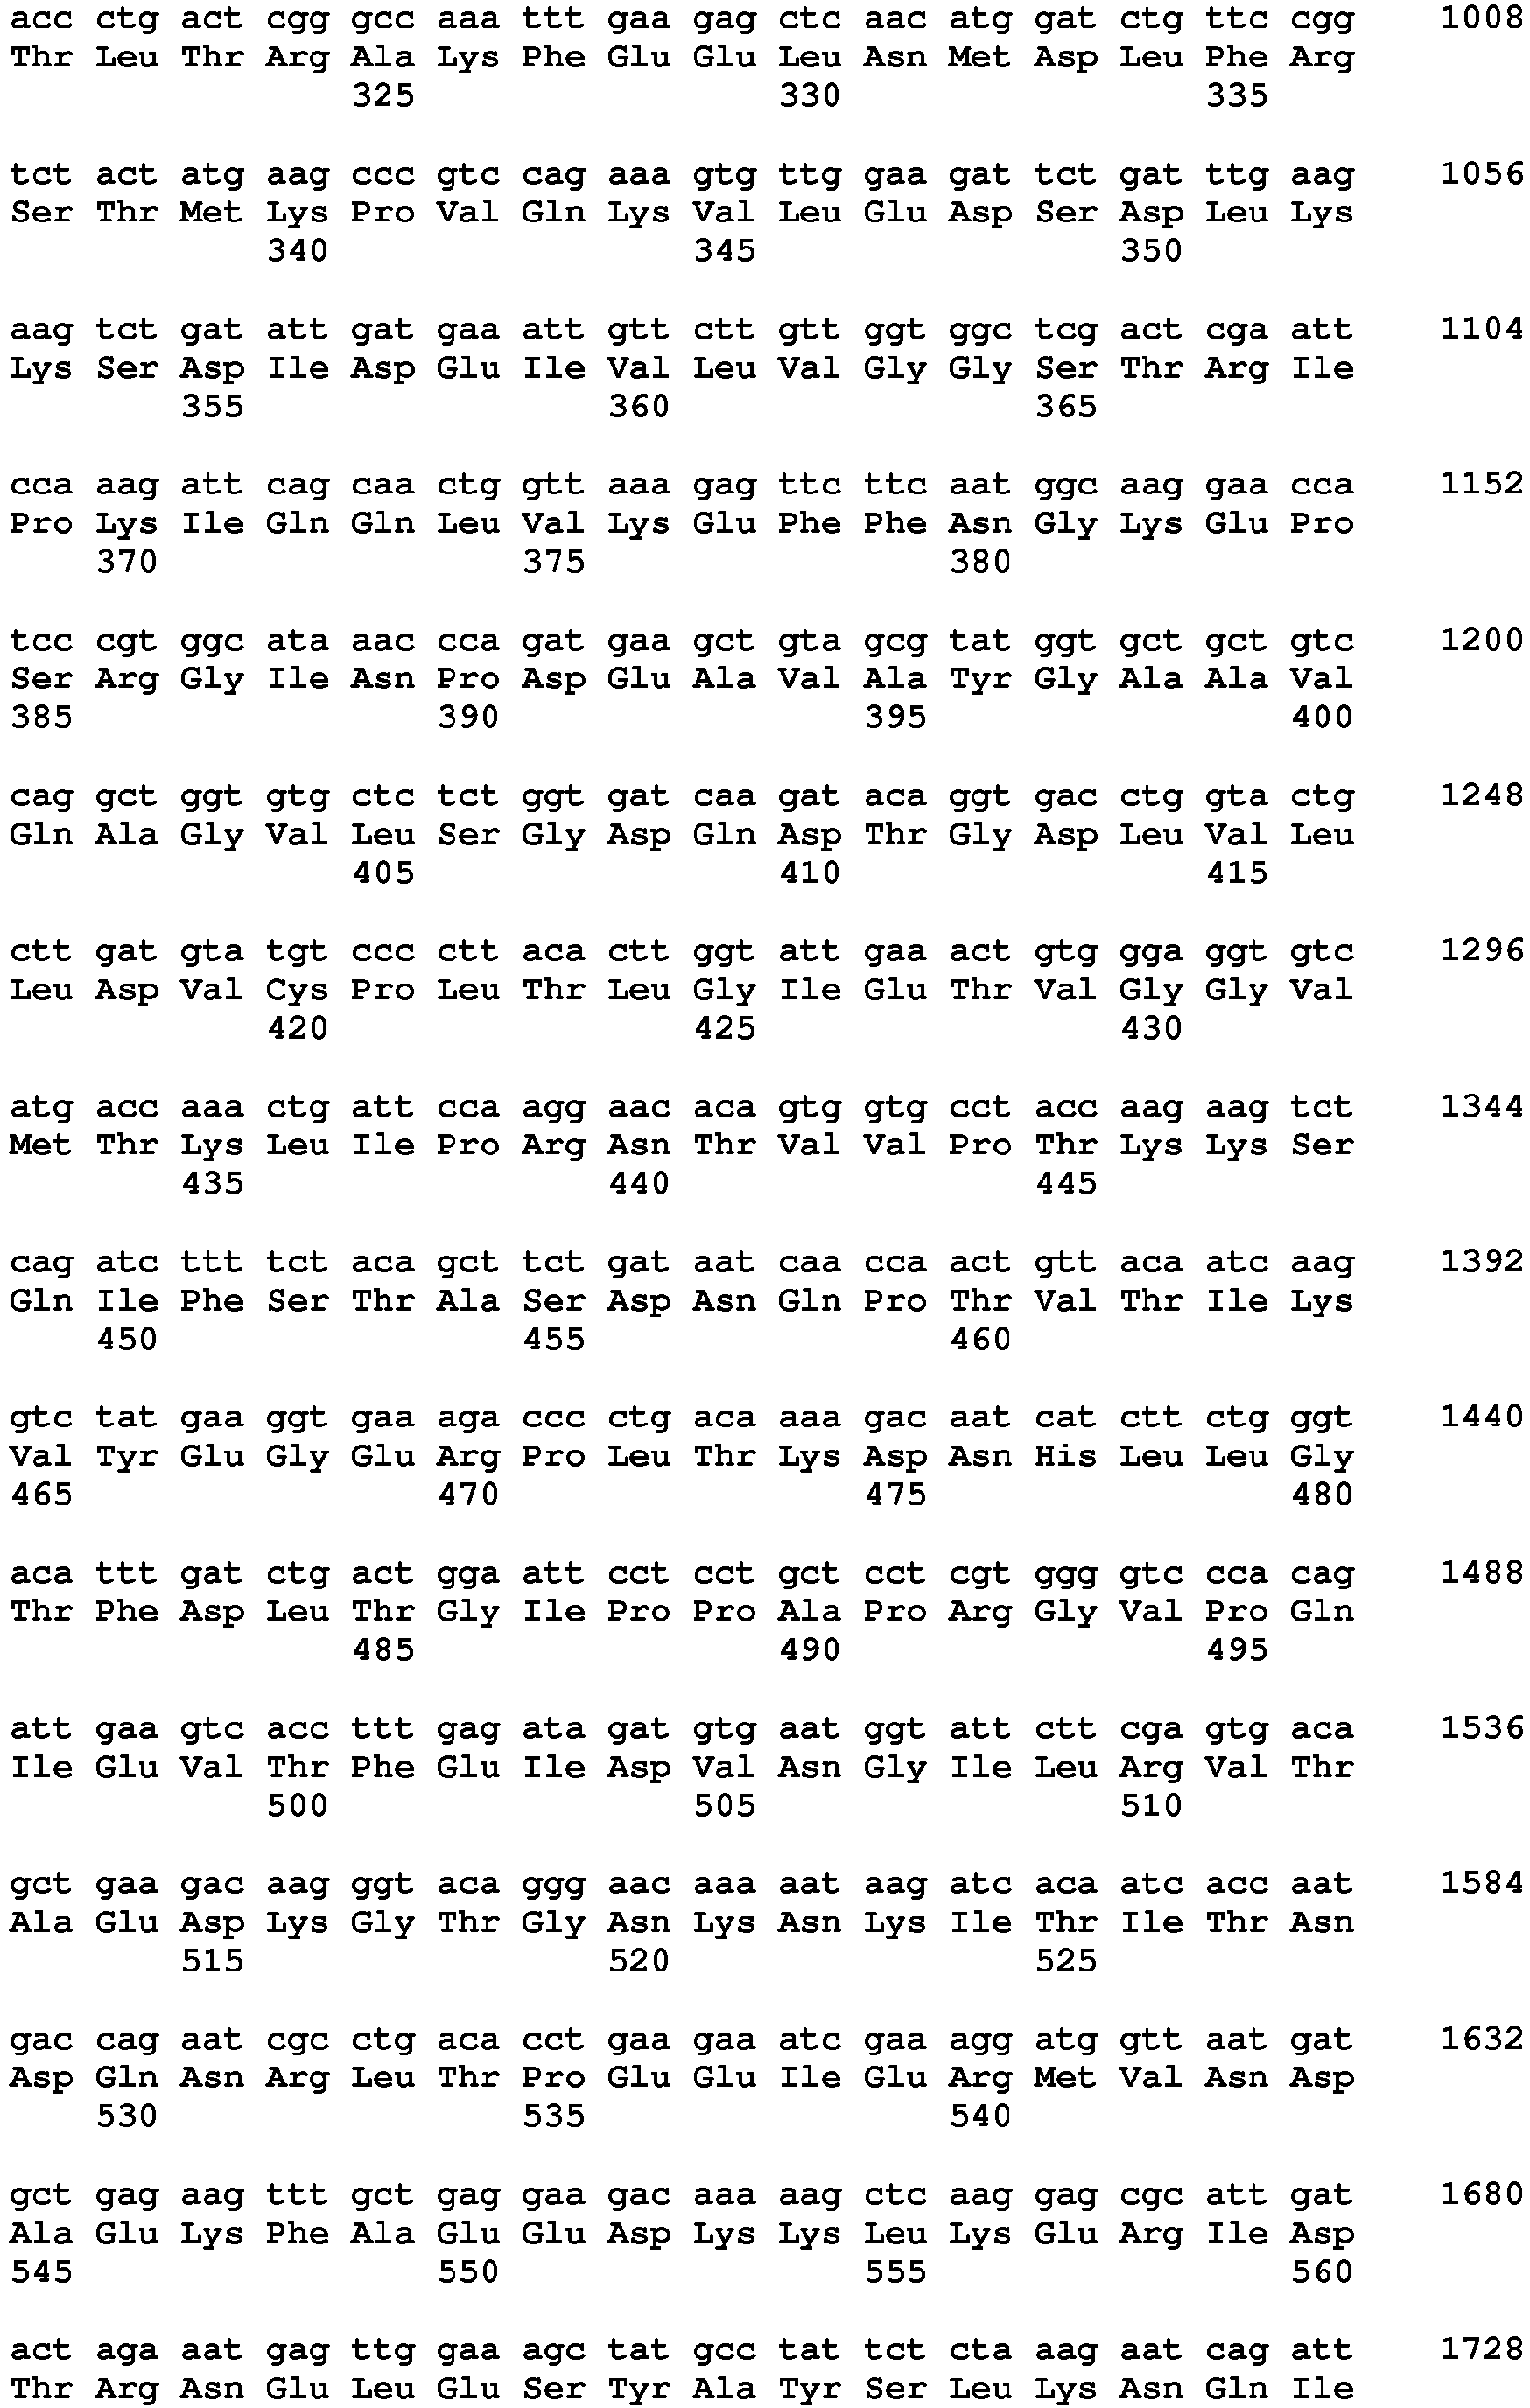 acc ctg act cgg gcc aaa ttt gaa gag ctc aac atg gat ctg ttc cgg 1008
Thr Leu Thr Arg Ala Lys Phe Glu Glu Leu Asn Met Asp Leu Phe Arg
325 330 335
tct act atg aag ccc gtc cag aaa gtg ttg gaa gat tct gat ttg aag 1056
Ser Thr Met Lys Pro Val Gln Lys Val Leu Glu Asp Ser Asp Leu Lys
340 345 350
aag tct gat att gat gaa att gtt ctt gtt ggt ggc tcg act cga att 1104
Lys Ser Asp Ile Asp Glu Ile Val Leu Val Gly Gly Ser Thr Arg Ile
355 360 365
cca aag att cag caa ctg gtt aaa gag ttc ttc aat ggc aag gaa cca 1152
Pro Lys Ile Gln Gln Leu Val Lys Glu Phe Phe Asn Gly Lys Glu Pro
370 375 380
tcc cgt ggc ata aac cca gat gaa gct gta gcg tat ggt gct gct gtc 1200
Ser Arg Gly Ile Asn Pro Asp Glu Ala Val Ala Tyr Gly Ala Ala Val
385 390 395 400
cag gct ggt gtg ctc tct ggt gat caa gat aca ggt gac ctg gta ctg 1248
Gln Ala Gly Val Leu Ser Gly Asp Gln Asp Thr Gly Asp Leu Val Leu
405 410 415
ctt gat gta tgt ccc ctt aca ctt ggt att gaa act gtg gga ggt gtc 1296
Leu Asp Val Cys Pro Leu Thr Leu Gly Ile Glu Thr Val Gly Gly Val
420 425 430
atg acc aaa ctg att cca agg aac aca gtg gtg cct acc aag aag tct 1344
Met Thr Lys Leu Ile Pro Arg Asn Thr Val Val Pro Thr Lys Lys Ser
435 440 445
cag atc ttt tct aca gct tct gat aat caa cca act gtt aca atc aag 1392
Gln Ile Phe Ser Thr Ala Ser Asp Asn Gln Pro Thr Val Thr Ile Lys
450 455 460
gtc tat gaa ggt gaa aga ccc ctg aca aaa gac aat cat ctt ctg ggt 1440
Val Tyr Glu Gly Glu Arg Pro Leu Thr Lys Asp Asn His Leu Leu Gly
465 470 475 480
aca ttt gat ctg act gga att cct cct gct cct cgt ggg gtc cca cag 1488
Thr Phe Asp Leu Thr Gly Ile Pro Pro Ala Pro Arg Gly Val Pro Gln
485 490 495
att gaa gtc acc ttt gag ata gat gtg aat ggt att ctt cga gtg aca 1536
Ile Glu Val Thr Phe Glu Ile Asp Val Asn Gly Ile Leu Arg Val Thr
500 505 510
gct gaa gac aag ggt aca ggg aac aaa aat aag atc aca atc acc aat 1584
Ala Glu Asp Lys Gly Thr Gly Asn Lys Asn Lys Ile Thr Ile Thr Asn
515 520 525
gac cag aat cgc ctg aca cct gaa gaa atc gaa agg atg gtt aat gat 1632
Asp Gln Asn Arg Leu Thr Pro Glu Glu Ile Glu Arg Met Val Asn Asp
530 535 540
gct gag aag ttt gct gag gaa gac aaa aag ctc aag gag cgc att gat 1680
Ala Glu Lys Phe Ala Glu Glu Asp Lys Lys Leu Lys Glu Arg Ile Asp
545 550 555 560
act aga aat gag ttg gaa agc tat gcc tat tct cta aag aat cag att 1728
Thr Arg Asn Glu Leu Glu Ser Tyr Ala Tyr Ser Leu Lys Asn Gln Ile